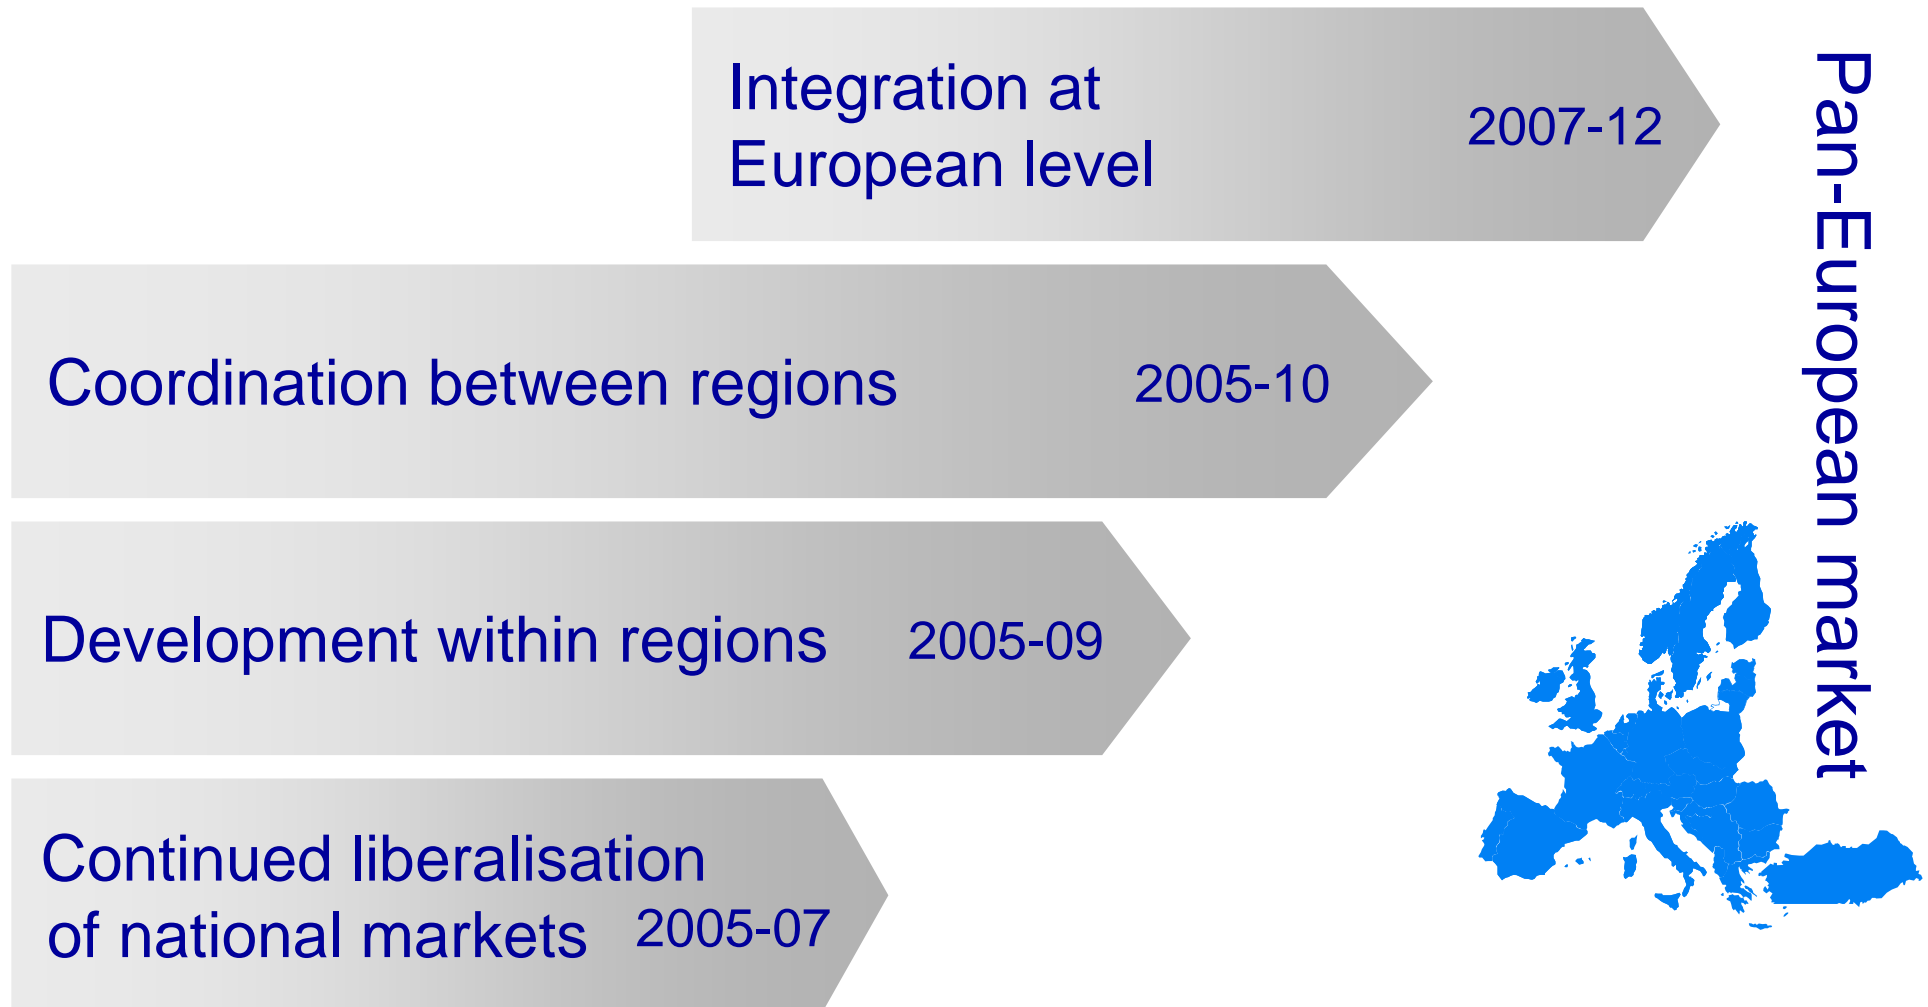 Integration at
European level
2007-12
Coordination between regions
2005-10
Development within regions
2005-09
Continued liberalisation
of national markets
2005-07
Pan-European market